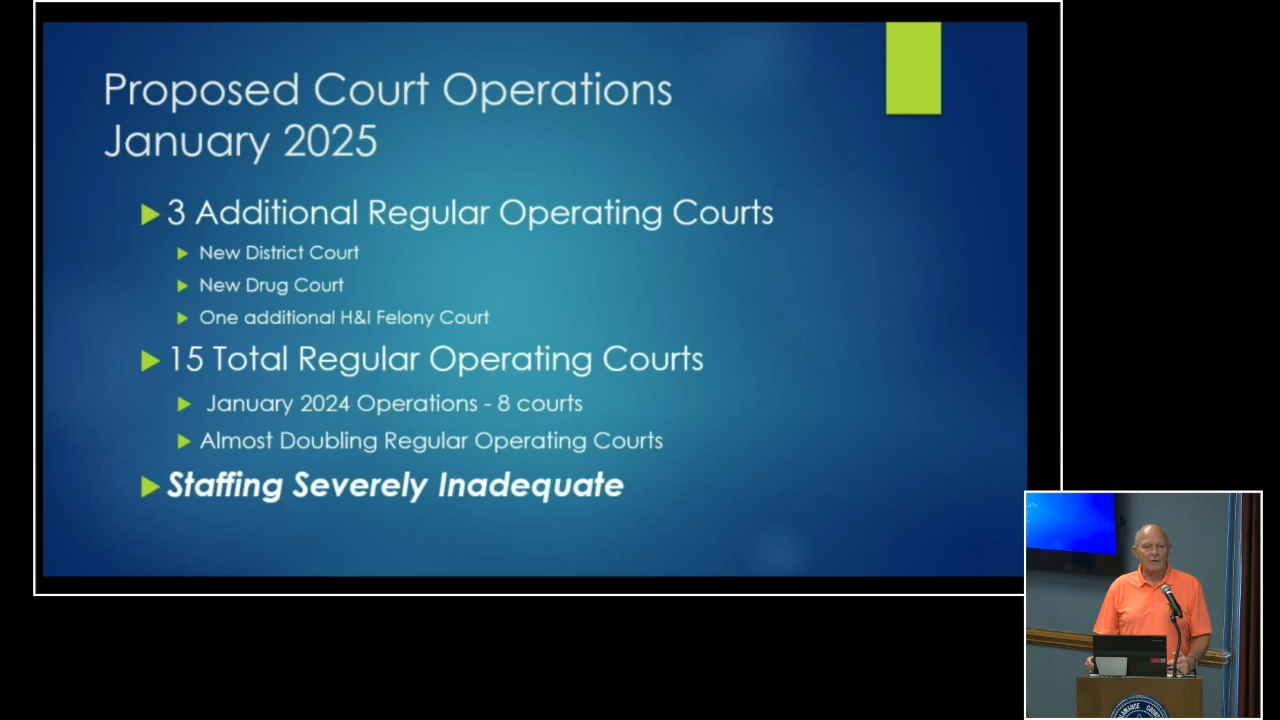 Proposed Court Operations
January 2025
3 Additional Regular Operating Courts
New District Court
New Drug Court
One additional H&I Felony Court
15 Total Regular Operating Courts
January 2024 Operations - 8 courts
Almost Doubling Regular Operating Courts
Staffing Severely Inadequate
LAMANCE COUN